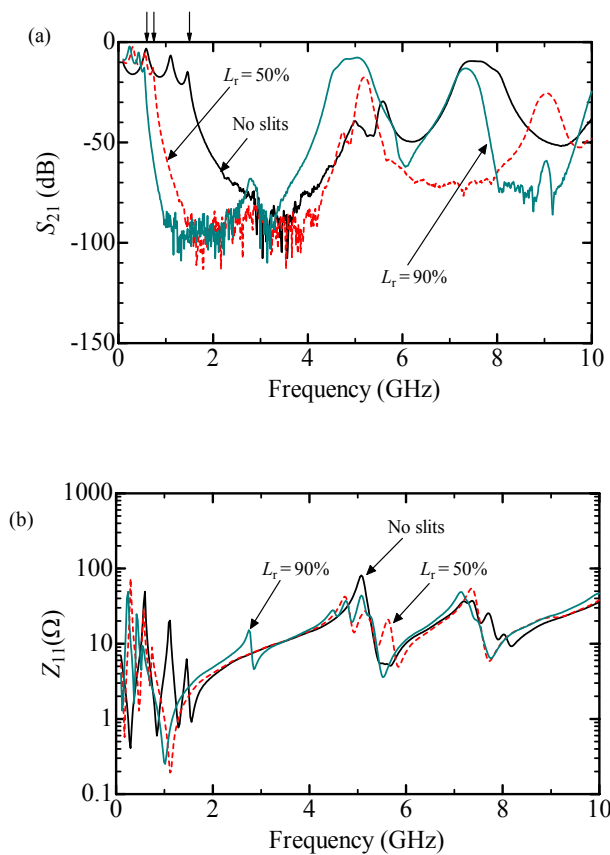 (a)
0
-50
-100
-150
S21 (dB)
Lr = 50%
No slits
Lr = 90%
0 2 4 6 8 10
Frequency (GHz)
(b)
1000
100
10
1
0.1
Z11(Ω)
No slits
Lr = 90%
Lr = 50%
0 2 4 6 8 10
Frequency (GHz)